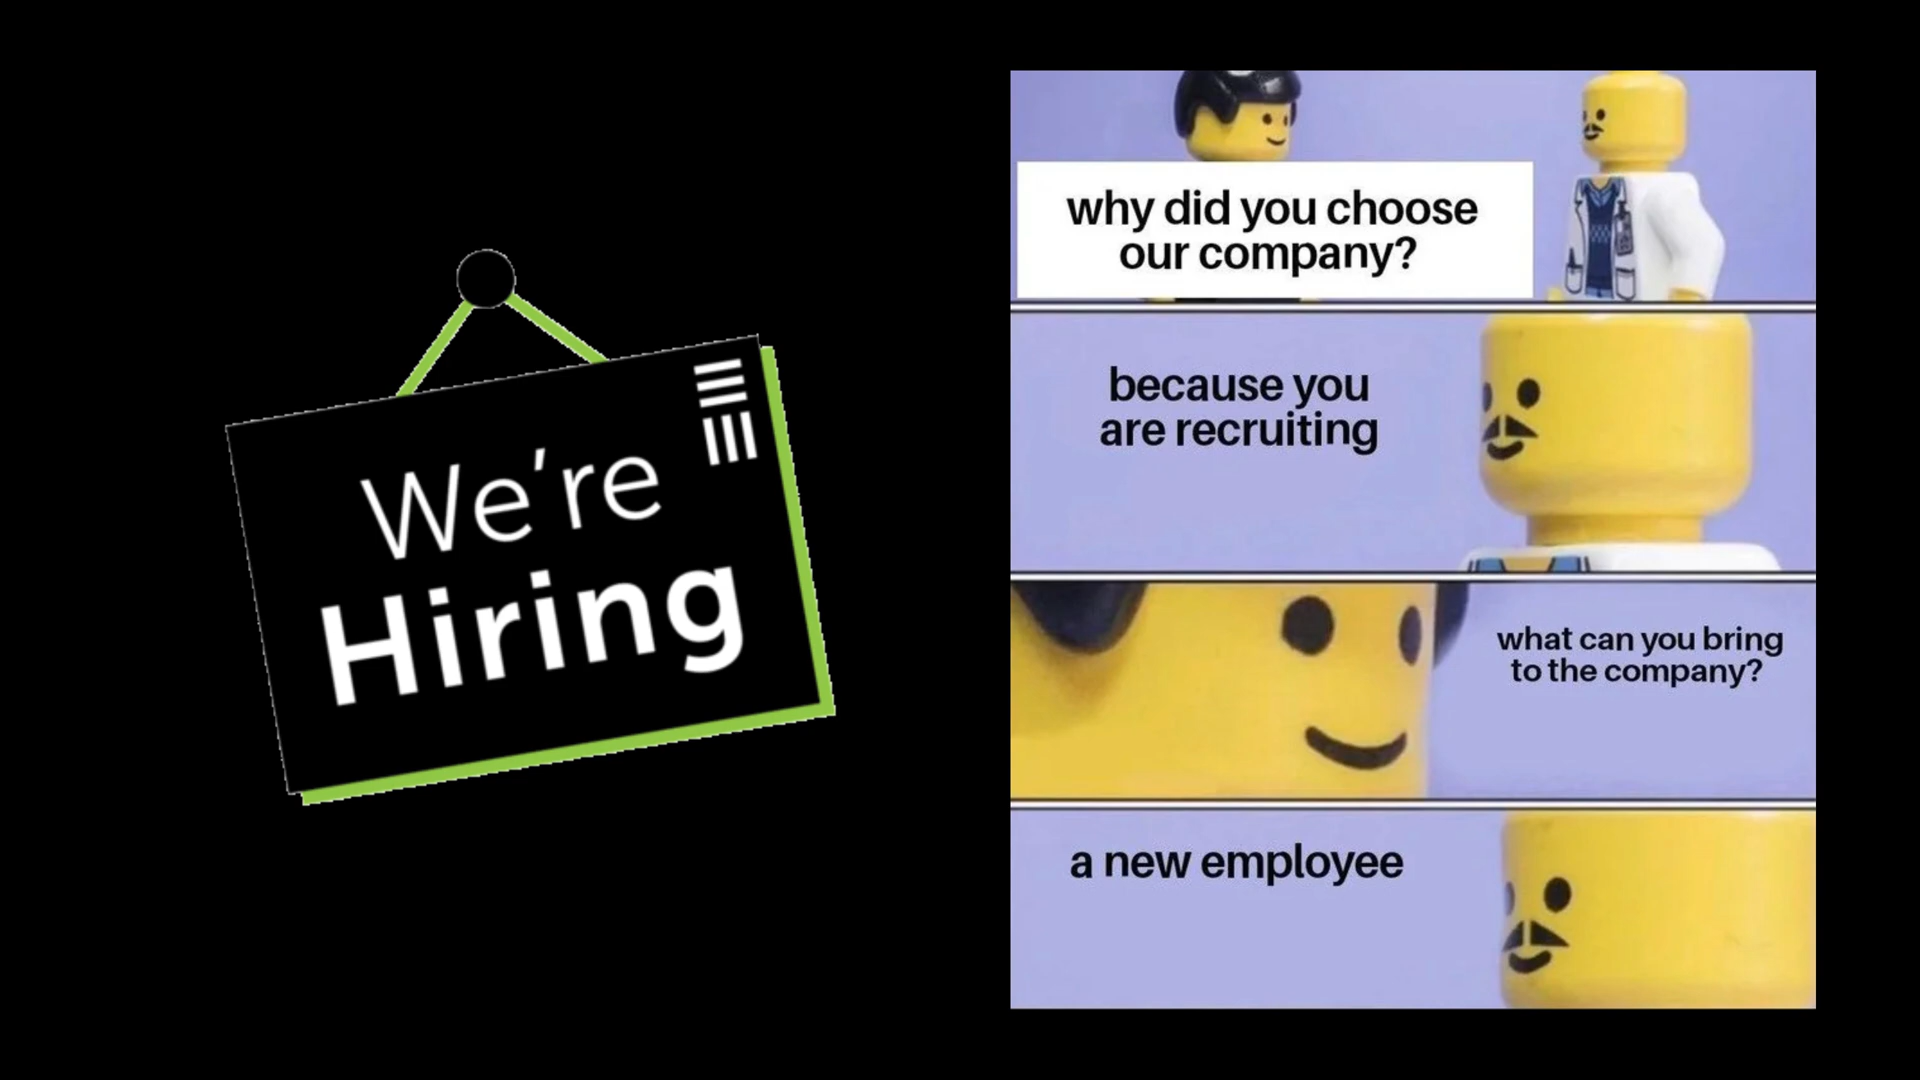 We're
Hiring
why did you choose
our company?
because you
are recruiting
what can you bring
to the company?
a new employee